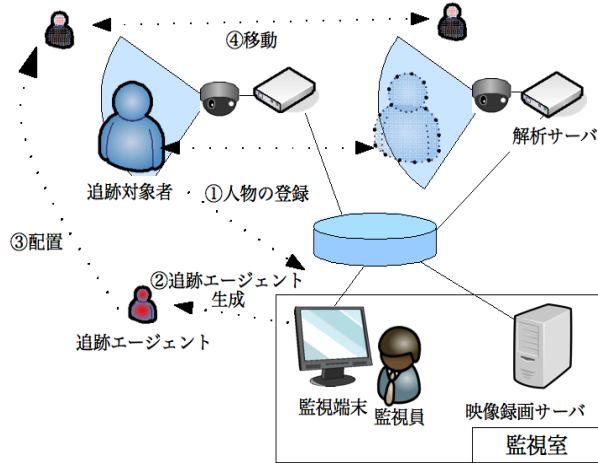 ④移動
解析サーバ
追跡対象者
①人物の登録
③配置
②追跡エージェント
生成
追跡エージェント
監視端末
監視員
映像録画サーバ
監視室